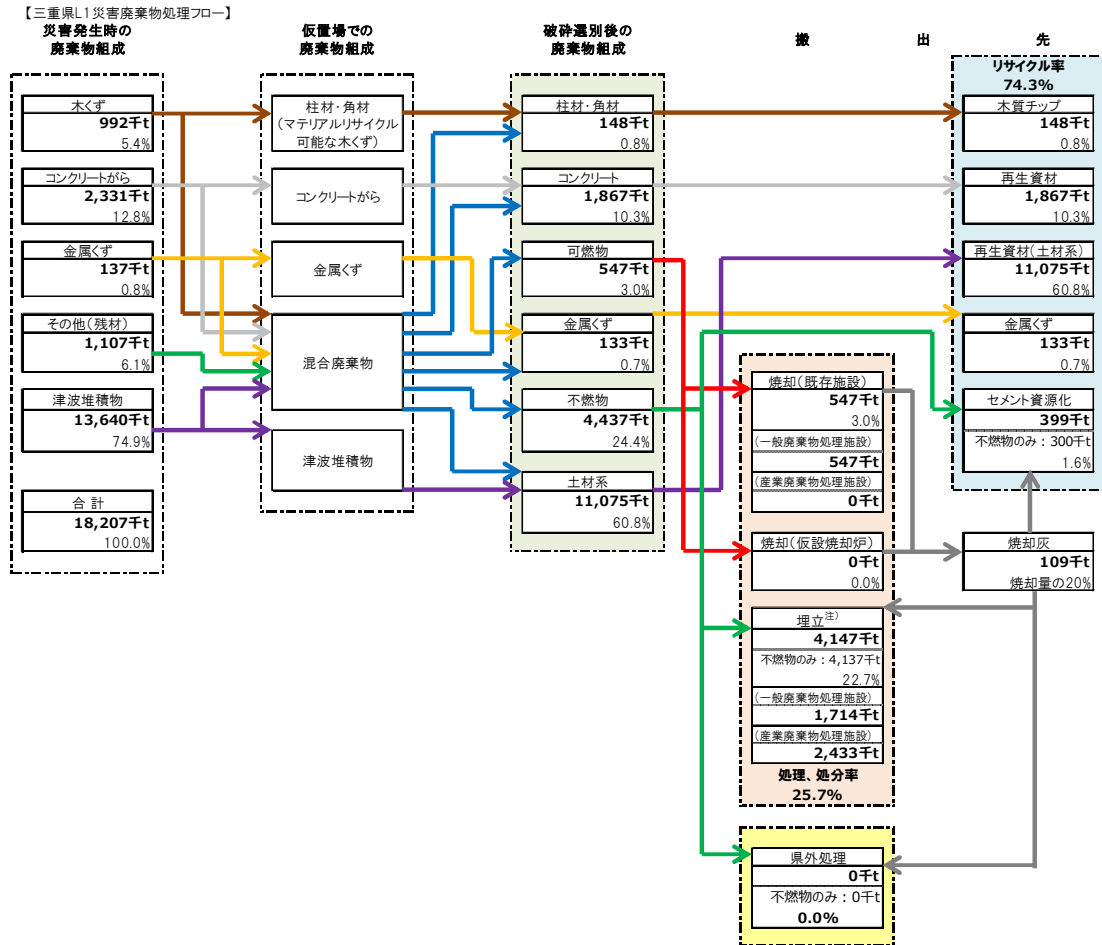 【三重県L1災害廃棄物処理フロー】
災害発生時の
廃棄物組成
仮置場での
廃棄物組成
破砕選別後の
廃棄物組成
搬 出 先
木くず
992千t
5.4%
コンクリートがら
2,331千t
12.8%
金属くず
137千t
0.8%
その他(残材)
1,107千t
6.1%
津波堆積物
13,640千t
74.9%
合計
18,207千t
100.0%
柱材・角材
(マテリアルリサイクル
可能な木くず)
コンクリートがら
金属くず
混合廃棄物
津波堆積物
柱材・角材
148千t
0.8%
コンクリート
1,867千t
10.3%
可燃物
547千t
3.0%
金属くず
133千t
0.7%
不燃物
4,437千t
24.4%
土材系
11,075千t
60.8%
焼却(既存施設)
547千t
3.0%
(一般廃棄物処理施設)
547千t
(産業廃棄物処理施設)
0千t
焼却(仮設焼却炉)
0千t
0.0%
埋立注)
4,147千t
不燃物のみ:4,137千t
22.7%
(一般廃棄物処理施設)
1,714千t
(産業廃棄物処理施設)
2,433千t
処理、処分率
25.7%
県外処理
0千t
不燃物のみ:0千t
0.0%
リサイクル率
74.3%
木質チップ
148千t
0.8%
再生資材
1,867千t
10.3%
再生資材(土材系)
11,075千t
60.8%
金属くず
133千t
0.7%
セメント資源化
399千t
不燃物のみ:300千t
1.6%
焼却灰
109千t
焼却量の20%